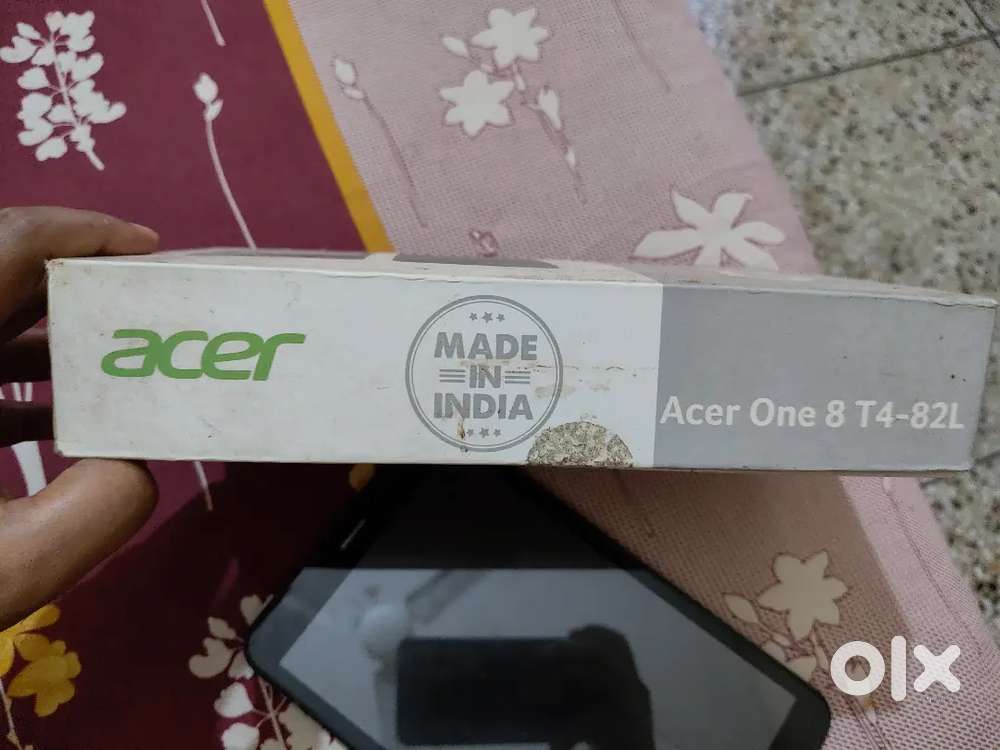 acer
MADE
IN
INDIA
Acer One 8 T4-82L
olx